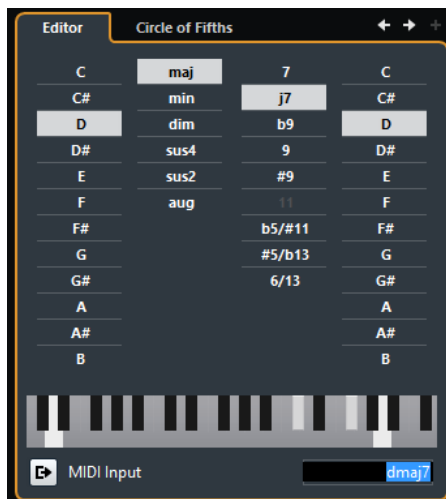 Editor Circle of Fifths
C maj 7 C
C# min j7 C#
D dim b9 D
D# sus4 9 D#
E sus2 #9 E
F aug 11 F
F# b5/#11 F#
G #5/b13 G
G# 6/13 G#
A A
A# A#
B B
MIDI Input dmaj7